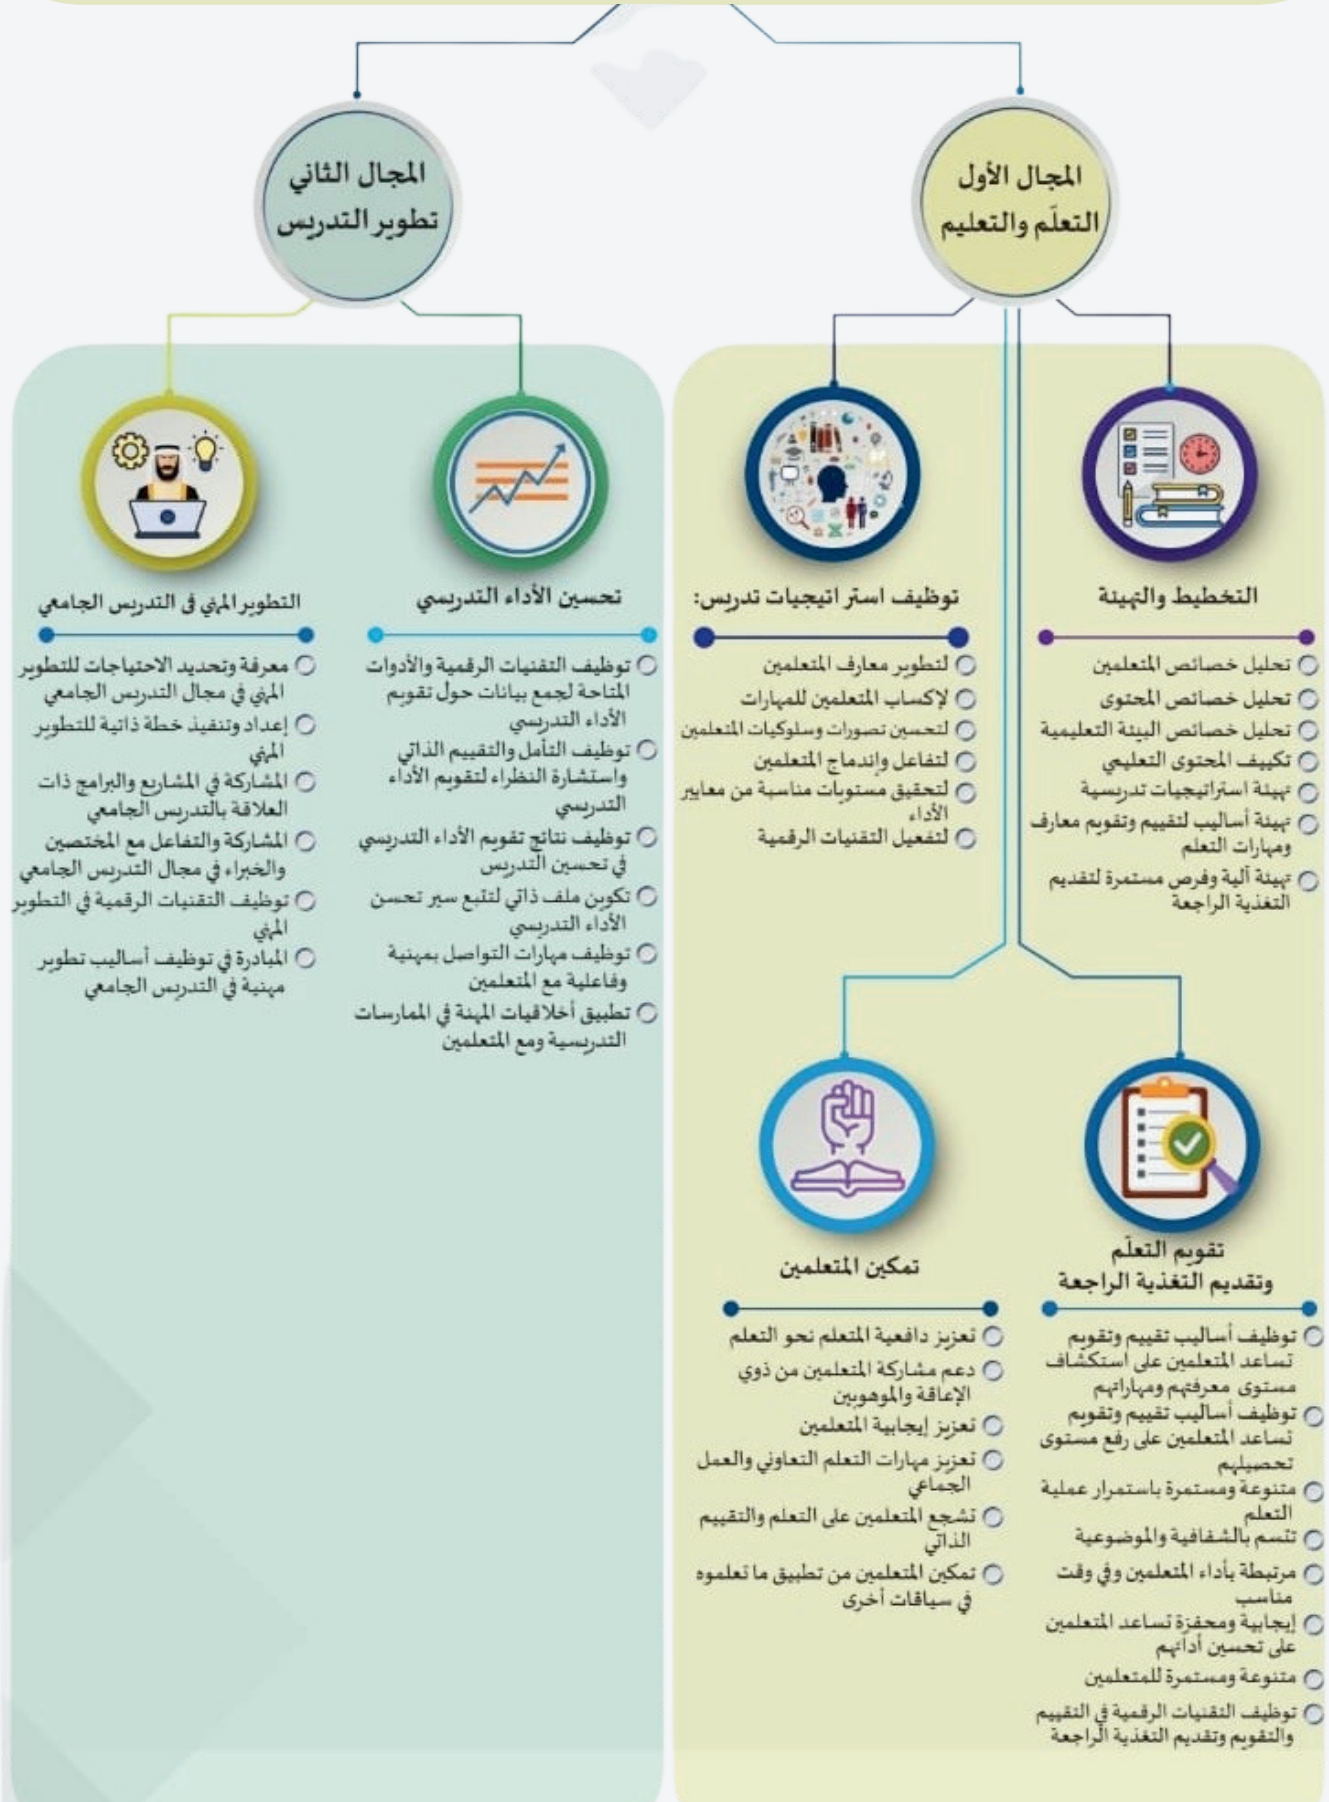 المجال الأول
التعلّم والتعليم
التخطيط والتهيئة
تحليل خصائص المتعلمين
تحليل خصائص المحتوى
تحليل خصائص البيئة التعليمية
تكييف المحتوى التعليمي
تهيئة استراتيجيات تدريسية
تهيئة أساليب لتقييم وتقويم معارف
ومهارات التعلم
تهيئة ألية وفرص مستمرة لتقديم
التغذية الراجعة
توظيف استراتيجيات تدريس:
لتطوير معارف المتعلمين
لإكساب المتعلمين للمهارات
لتحسين تصورات وسلوكيات المتعلمين
لتفاعل واندماج المتعلمين
لتحقيق مستويات مناسبة من معايير
الأداء
لتفعيل التقنيات الرقمية
تقويم التعلّم
وتقديم التغذية الراجعة
توظيف أساليب تقييم وتقويم
تساعد المتعلمين على استكشاف
مستوى معرفتهم ومهاراتهم
توظيف أساليب تقييم وتقويم
تساعد المتعلمين على رفع مستوى
تحصيلهم
متنوعة ومستمرة باستمرار عملية
التعلم
تتسم بالشفافية والموضوعية
مرتبطة بأداء المتعلمين وفي وقت
مناسب
إيجابية ومحفزة تساعد المتعلمين
على تحسين أدائهم
متنوعة ومستمرة للمتعلمين
توظيف التقنيات الرقمية في التقييم
والتقويم وتقديم التغذية الراجعة
تمكين المتعلمين
تعزيز دافعية المتعلم نحو التعلم
دعم مشاركة المتعلمين من ذوي
الإعاقة والموهوبين
تعزيز إيجابية المتعلمين
تعزيز مهارات التعلم التعاوني والعمل
الجماعي
تشجع المتعلمين على التعلم والتقييم
الذاتي
تمكين المتعلمين من تطبيق ما تعلموه
في سياقات أخرى
المجال الثاني
تطوير التدريس
تحسين الأداء التدريسي
توظيف التقنيات الرقمية والأدوات
المتاحة لجمع بيانات حول تقويم
الأداء التدريسي
توظيف التأمل والتقييم الذاتي
واستشارة النظراء لتقويم الأداء
التدريسي
توظيف نتائج تقويم الأداء التدريسي
في تحسين التدريس
تكوين ملف ذاتي لتتبع سير تحسن
الأداء التدريسي
توظيف مهارات التواصل بمهنية
وفاعلية مع المتعلمين
تطبيق أخلاقيات المهنة في الممارسات
التدريسية ومع المتعلمين
التطوير المهني في التدريس الجامعي
معرفة وتحديد الاحتياجات للتطوير
المهني في مجال التدريس الجامعي
إعداد وتنفيذ خطة ذاتية للتطوير
المهني
المشاركة في المشاريع والبرامج ذات
العلاقة بالتدريس الجامعي
المشاركة والتفاعل مع المختصين
والخبراء في مجال التدريس الجامعي
توظيف التقنيات الرقمية في التطوير
المهني
المبادرة في توظيف أساليب تطوير
مهنية في التدريس الجامعي